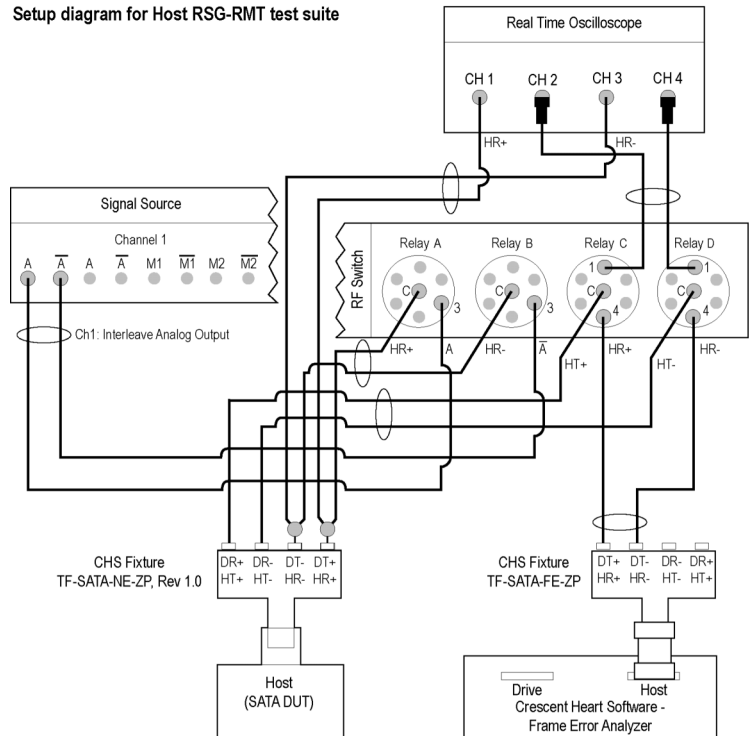 Setup diagram for Host RSG-RMT test suite
Real Time Oscilloscope
CH 1 CH 2 CH 3 CH 4
HR+ HR-
Signal Source
Channel 1
A A̅ A A̅ M1 M̅1̅ M2 M̅2̅
Ch1: Interleave Analog Output
RF Switch
Relay A Relay B Relay C Relay D
1 1
C C C C
3 3 4 4
HR+ A HR- A̅ HT+ HR+ HT- HR-
CHS Fixture
TF-SATA-NE-ZP, Rev 1.0
DR+ DR- DT- DT+
HT+ HT- HR- HR+
CHS Fixture
TF-SATA-FE-ZP
DT+ DT- DR- DR+
HR+ HR- HT- HT+
Host
(SATA DUT)
Drive Host
Crescent Heart Software -
Frame Error Analyzer